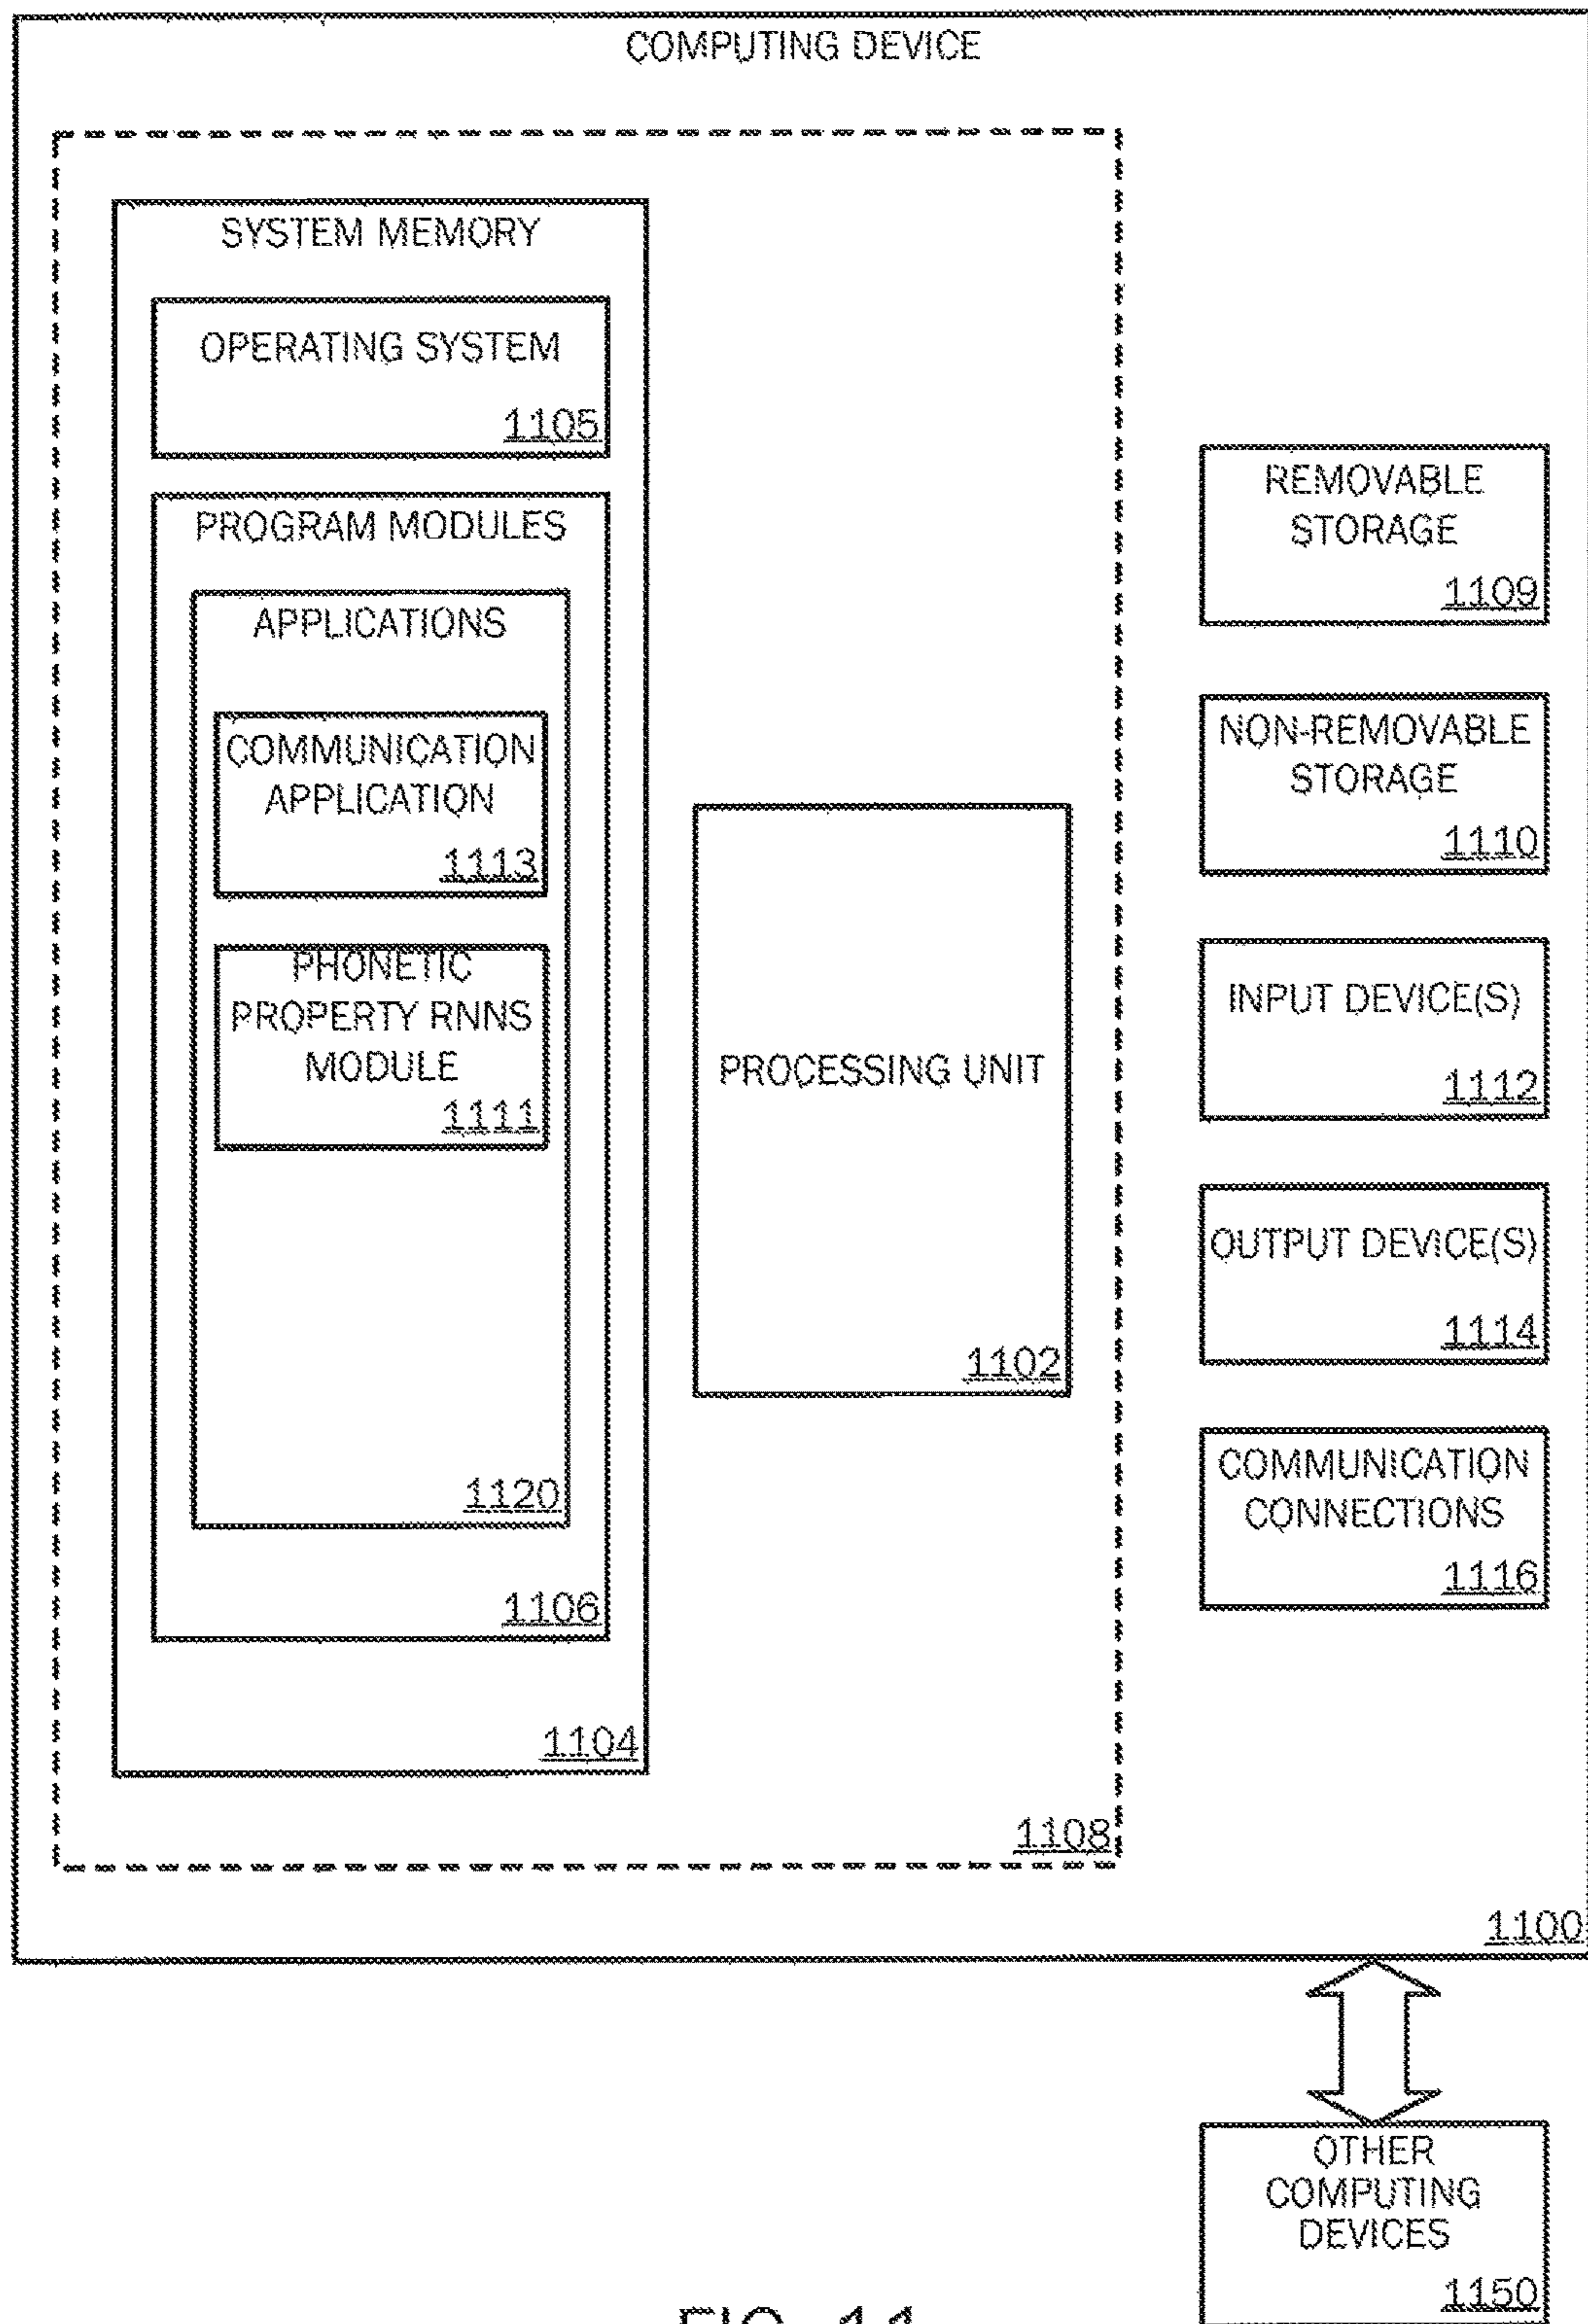 COMPUTING DEVICE
SYSTEM MEMORY
OPERATING SYSTEM
1105
PROGRAM MODULES
APPLICATIONS
COMMUNICATION
APPLICATION
1113
PHONETIC
PROPERTY RNNS
MODULE
1111
1120
1106
1104
PROCESSING UNIT
1102
1108
REMOVABLE
STORAGE
1109
NON-REMOVABLE
STORAGE
1110
INPUT DEVICE(S)
1112
OUTPUT DEVICE(S)
1114
COMMUNICATION
CONNECTIONS
1116
1100
OTHER
COMPUTING
DEVICES
1150
FIG. 11